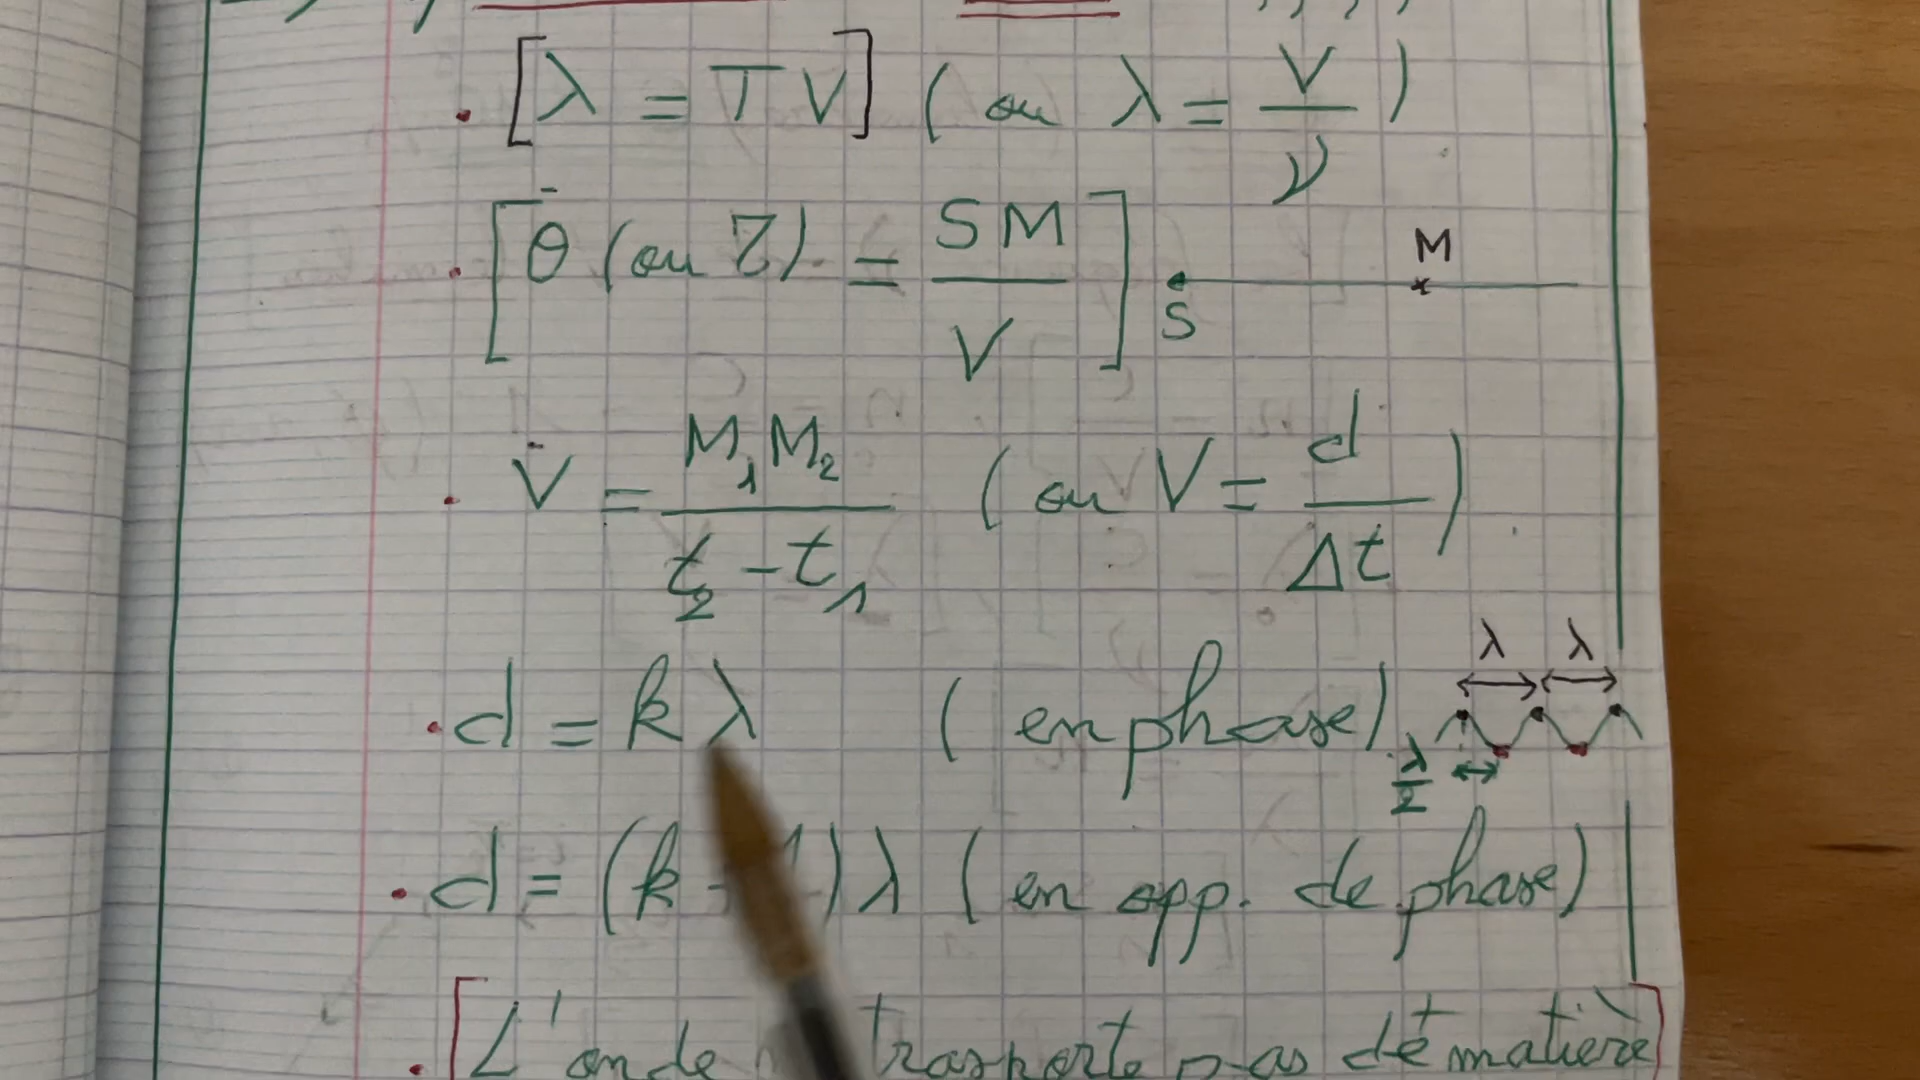 [λ = TV] (ou λ = V/ν)
[θ (ou τ) = SM/V] S M
V = M₁M₂/t₂ - t₁ (ou V = d/Δt)
λ λ
d = kλ (en phase)
λ/2
d = (k λ (en opp. de phase)
[L'onde trasporte pas de matière]